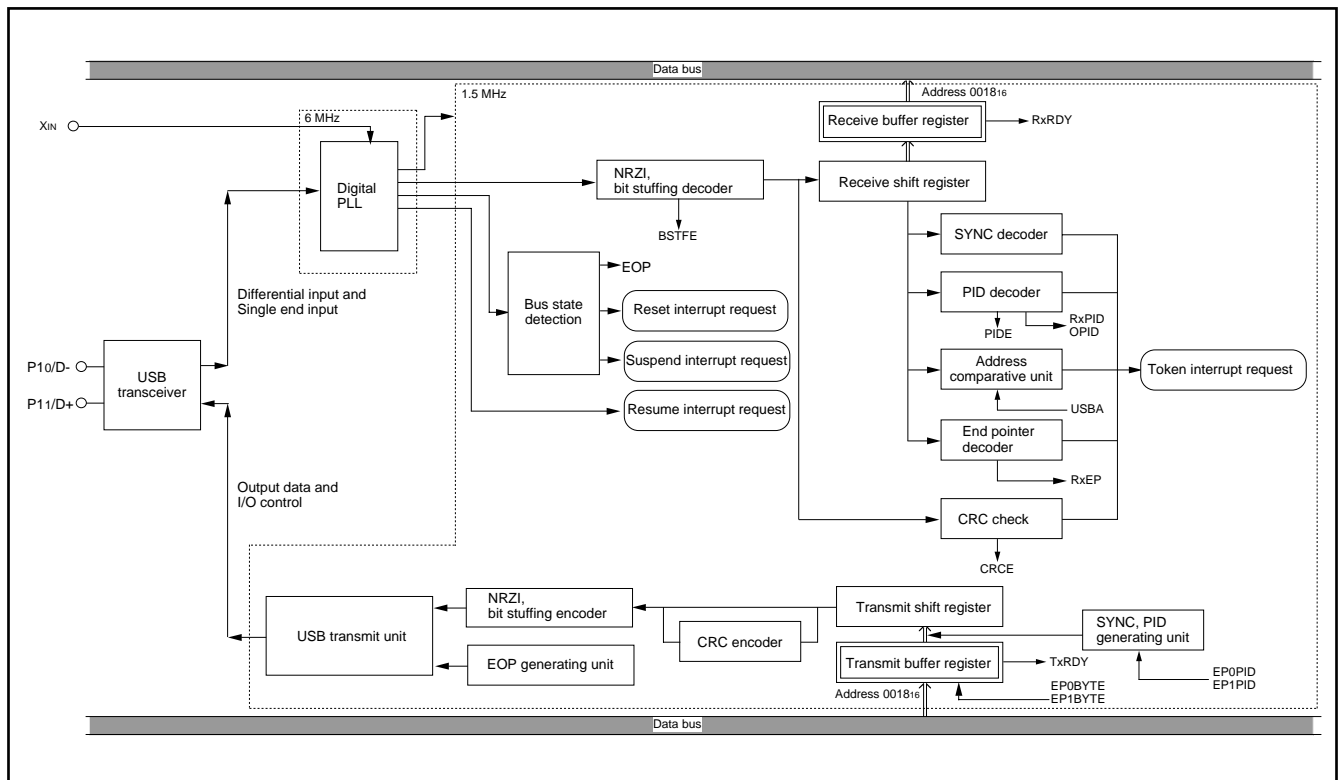 Data bus
1.5 MHz
Address 0018₁₆
6 MHz
XIN
Receive buffer register
RxRDY
Digital
PLL
NRZI,
bit stuffing decoder
Receive shift register
BSTFE
SYNC decoder
EOP
Bus state
detection
Reset interrupt request
PID decoder
RxPID
OPID
PIDE
Differential input and
Single end input
Suspend interrupt request
Address
comparative unit
Token interrupt request
P10/D-
P11/D+
USB
transceiver
Resume interrupt request
USBA
End pointer
decoder
RxEP
Output data and
I/O control
CRC check
CRCE
NRZI,
bit stuffing encoder
Transmit shift register
USB transmit unit
CRC encoder
SYNC, PID
generating unit
EOP generating unit
Transmit buffer register
TxRDY
EP0PID
EP1PID
Address 0018₁₆
EP0BYTE
EP1BYTE
Data bus